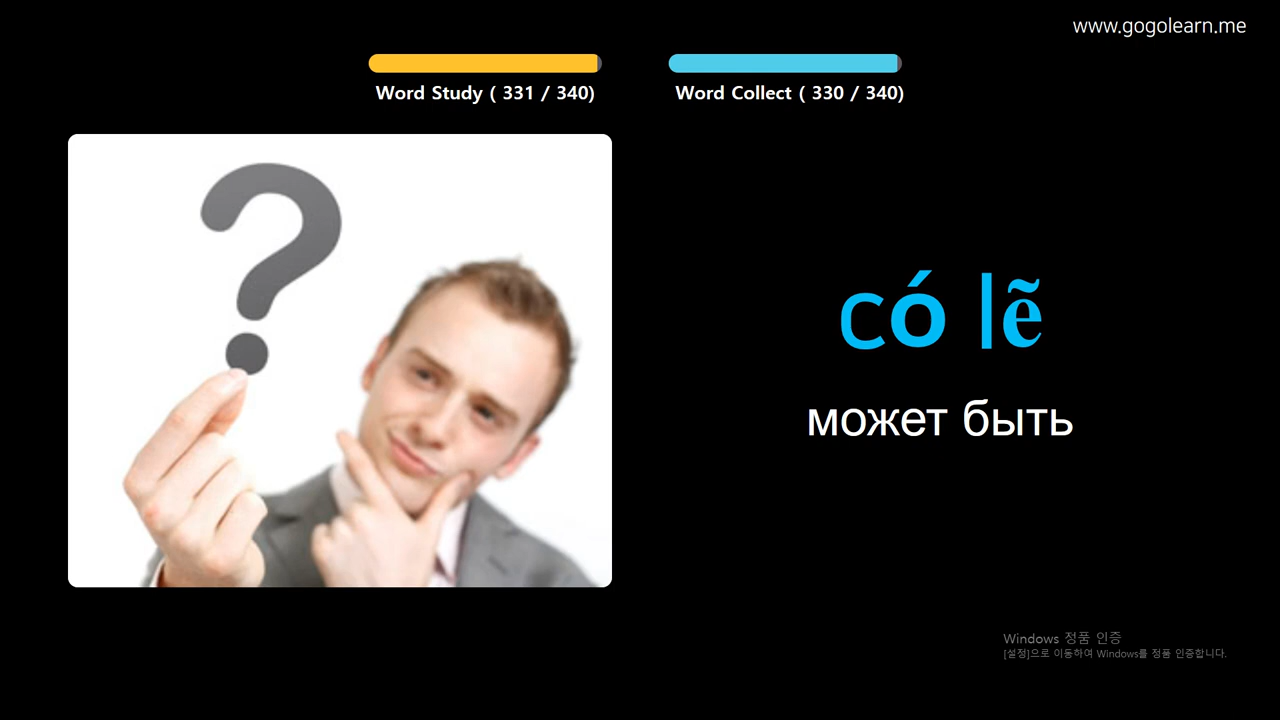 www.gogolearn.me
Word Study ( 331 / 340)
Word Collect ( 330 / 340)
?
có lẽ
может быть
Windows 정품 인증
[설정]으로 이동하여 Windows를 정품 인증합니다.